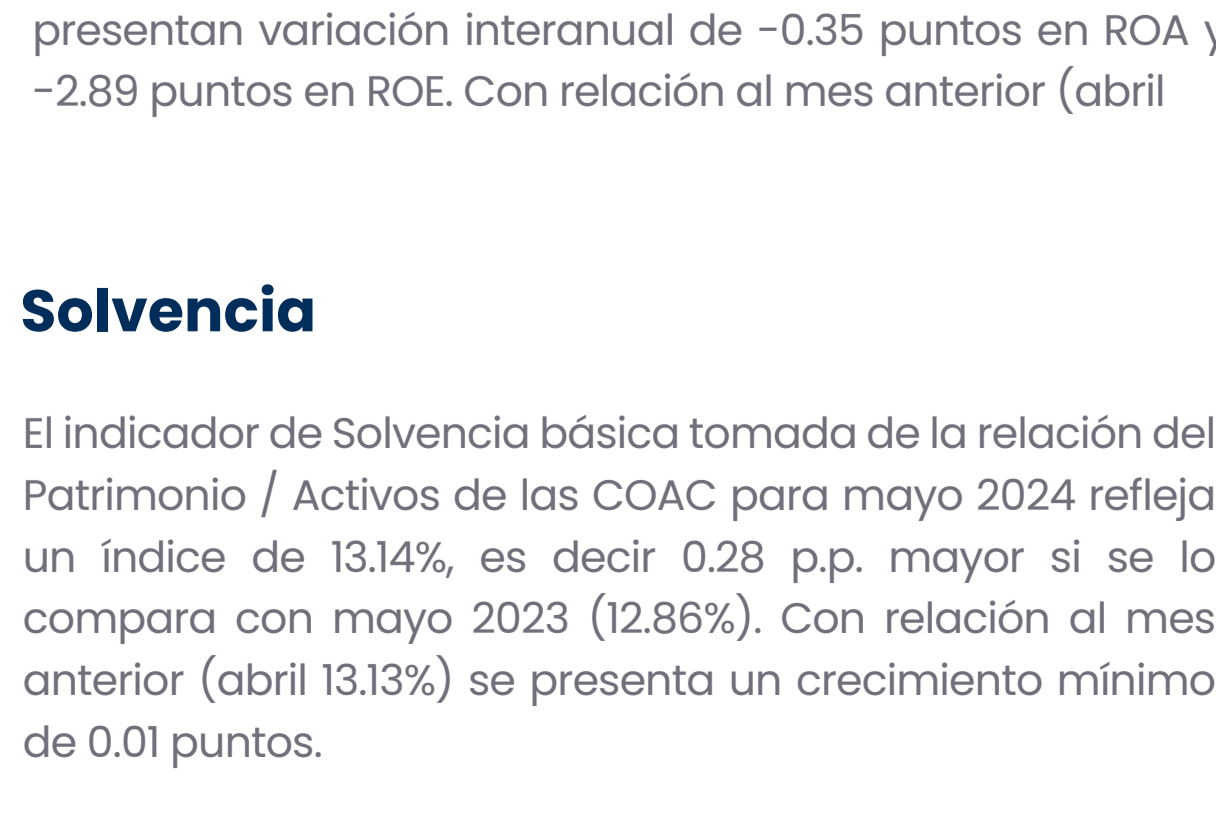 presentan variación interanual de -0.35 puntos en ROA y
-2.89 puntos en ROE. Con relación al mes anterior (abril
Solvencia
El indicador de Solvencia básica tomada de la relación del
Patrimonio / Activos de las COAC para mayo 2024 refleja
un índice de 13.14%, es decir 0.28 p.p. mayor si se lo
compara con mayo 2023 (12.86%). Con relación al mes
anterior (abril 13.13%) se presenta un crecimiento mínimo
de 0.01 puntos.